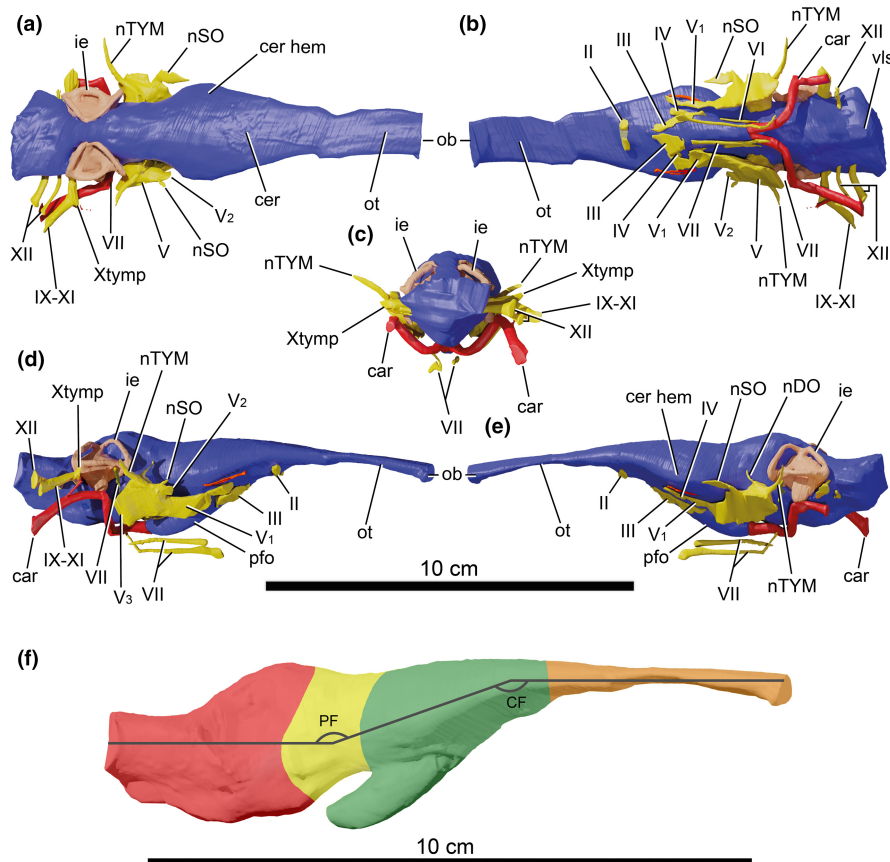 (a)
nTYM
ie
nSO
cer hem
ob
cer
ot
V2
nSO
V
VII
Xtymp
IX-XI
XII
(b)
nTYM
XII
car
vls
nSO
VI
V1
IV
III
II
ot
III
IV
V1
VII
V2
V
nTYM
VII
IX-XI
XII
(c)
ie
ie
nTYM
nTYM
Xtymp
IX-XI
XII
Xtymp
car
car
VII
(d)
nTYM
ie
Xtymp
XII
nSO
V2
ob
II
III
ot
V1
pfo
IX-XI
car
VII
V3
VII
(e)
cer hem
IV
nSO
nDO
ie
II
ot
III
V1
pfo
VII
nTYM
car
10 cm
(f)
PF
CF
10 cm